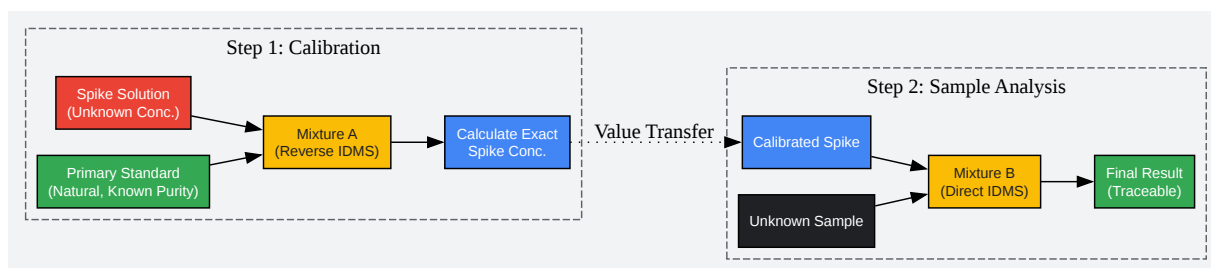 Step 1: Calibration
Spike Solution
(Unknown Conc.)
Primary Standard
(Natural, Known Purity)
Mixture A
(Reverse IDMS)
Calculate Exact
Spike Conc.
Value Transfer
Step 2: Sample Analysis
Calibrated Spike
Unknown Sample
Mixture B
(Direct IDMS)
Final Result
(Traceable)